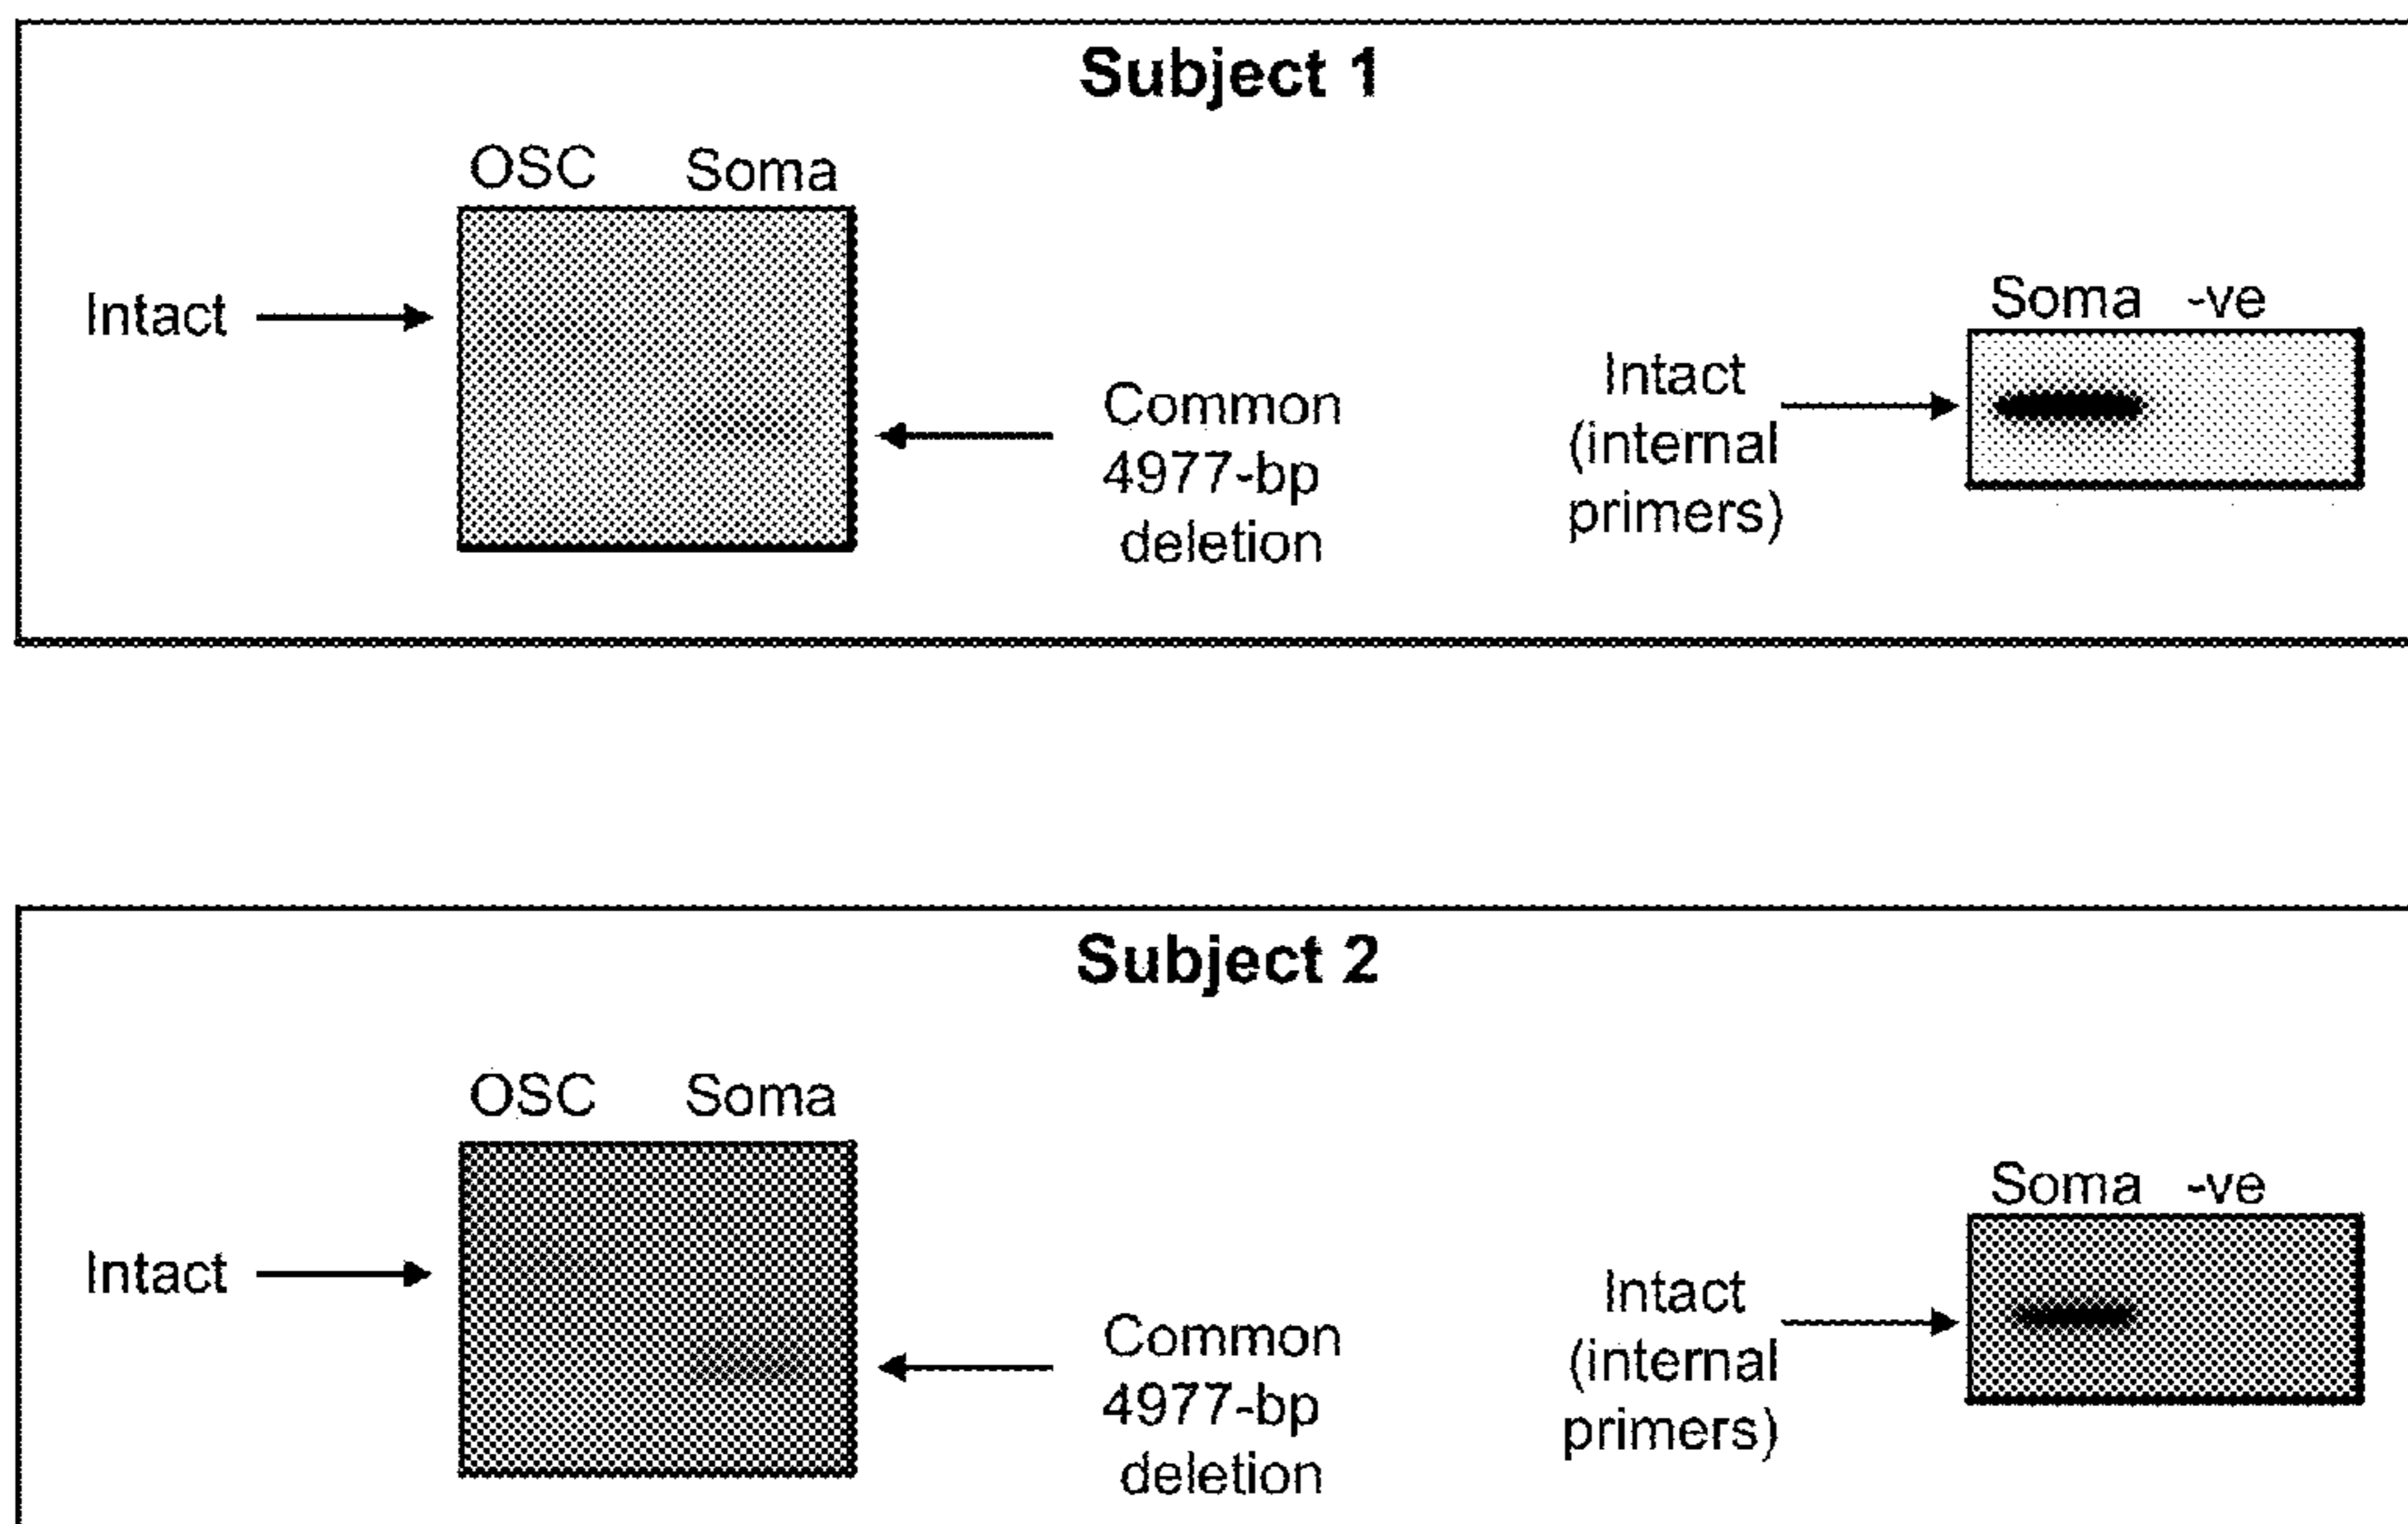 Subject 1
OSC Soma
Intact
Common
4977-bp
deletion
Soma -ve
Intact
(internal
primers)
Subject 2
OSC Soma
Intact
Common
4977-bp
deletion
Soma -ve
Intact
(internal
primers)